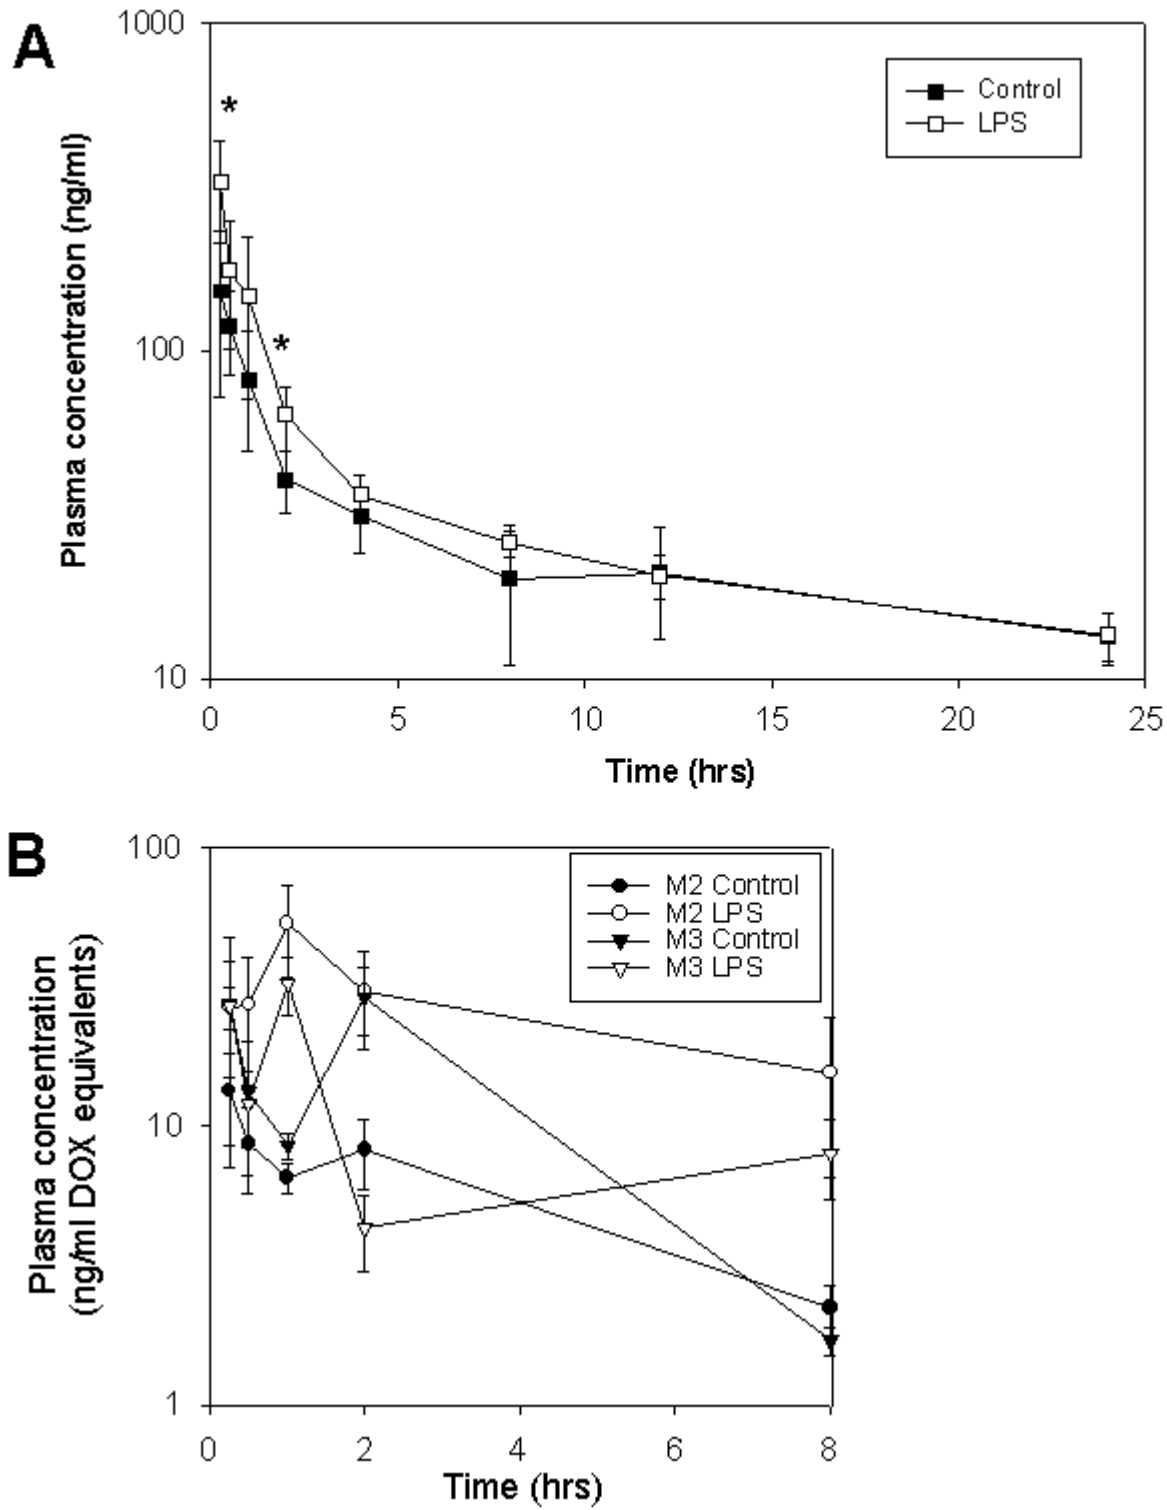 A
1000
*
Control
LPS
100
*
Plasma concentration (ng/ml)
10
0 5 10 15 20 25
Time (hrs)
B
100
M2 Control
M2 LPS
M3 Control
M3 LPS
Plasma concentration
(ng/ml DOX equivalents)
10
1
0 2 4 6 8
Time (hrs)